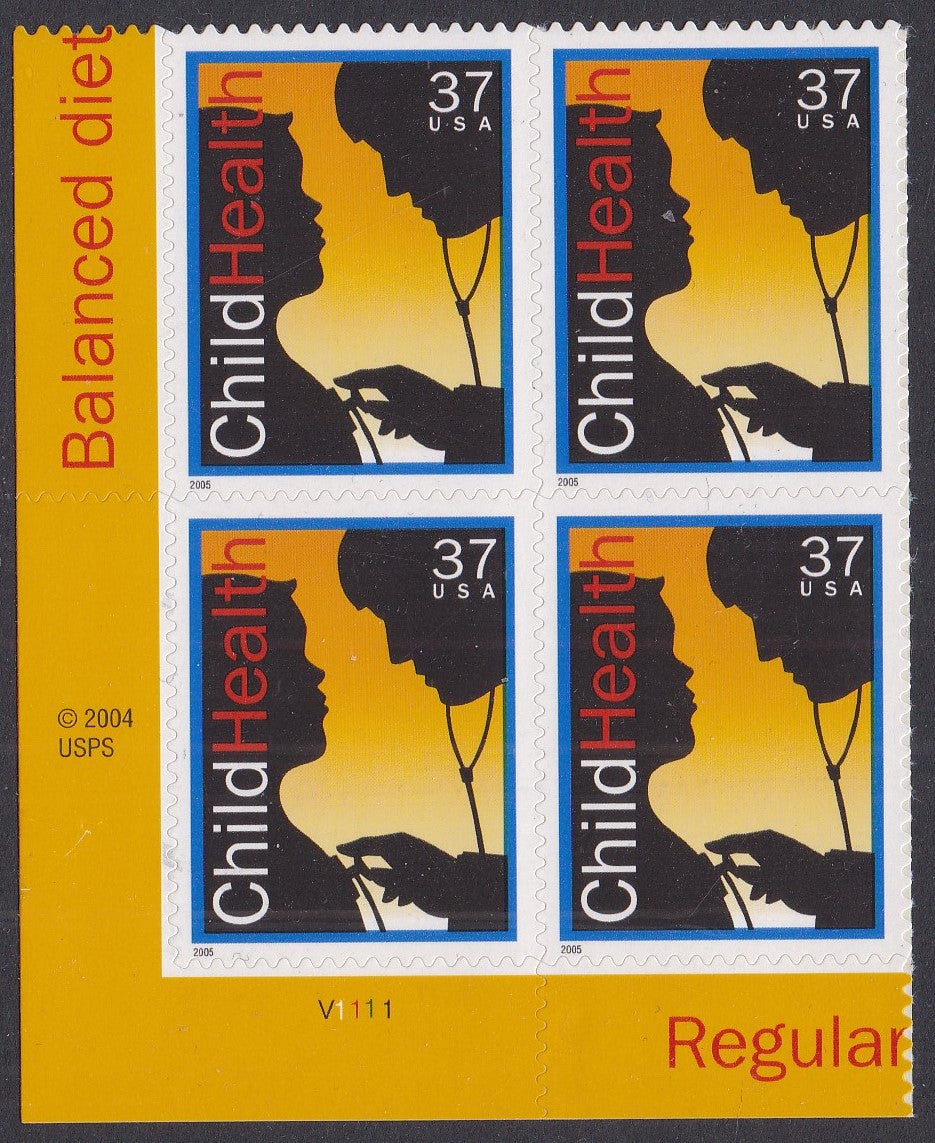 Balanced diet
ChildHealth
37
USA
2005
ChildHealth
37
USA
2005
ChildHealth
37
USA
2005
ChildHealth
37
USA
2005
© 2004
USPS
V1111
Regular